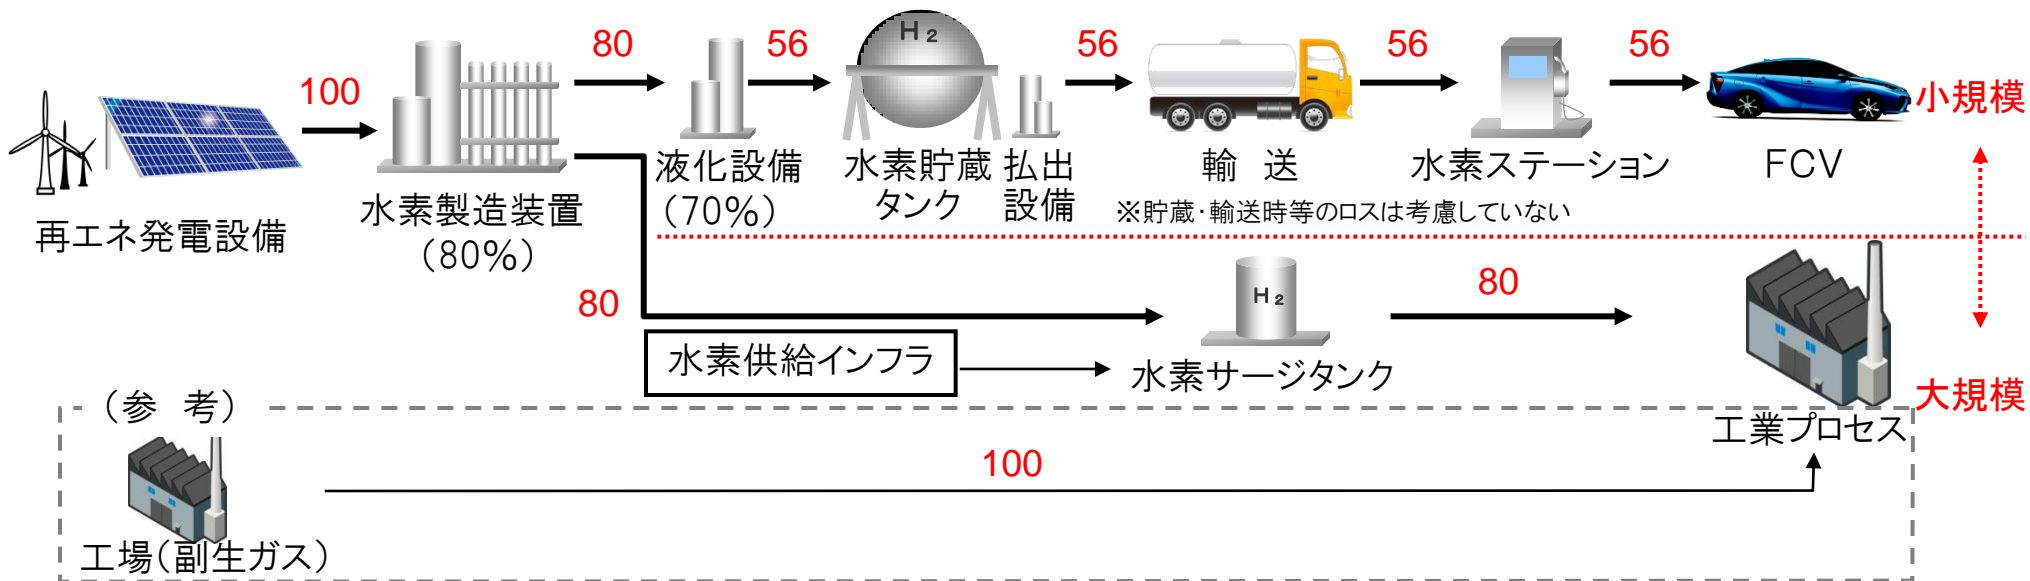 100
80
56
56
56
56
H₂
小規模
再エネ発電設備
水素製造装置
(80%)
液化設備
(70%)
水素貯蔵
タンク
払出
設備
輸 送
水素ステーション
FCV
※貯蔵・輸送時等のロスは考慮していない
80
H₂
80
水素供給インフラ
水素サージタンク
大規模
工業プロセス
(参 考)
100
工場(副生ガス)